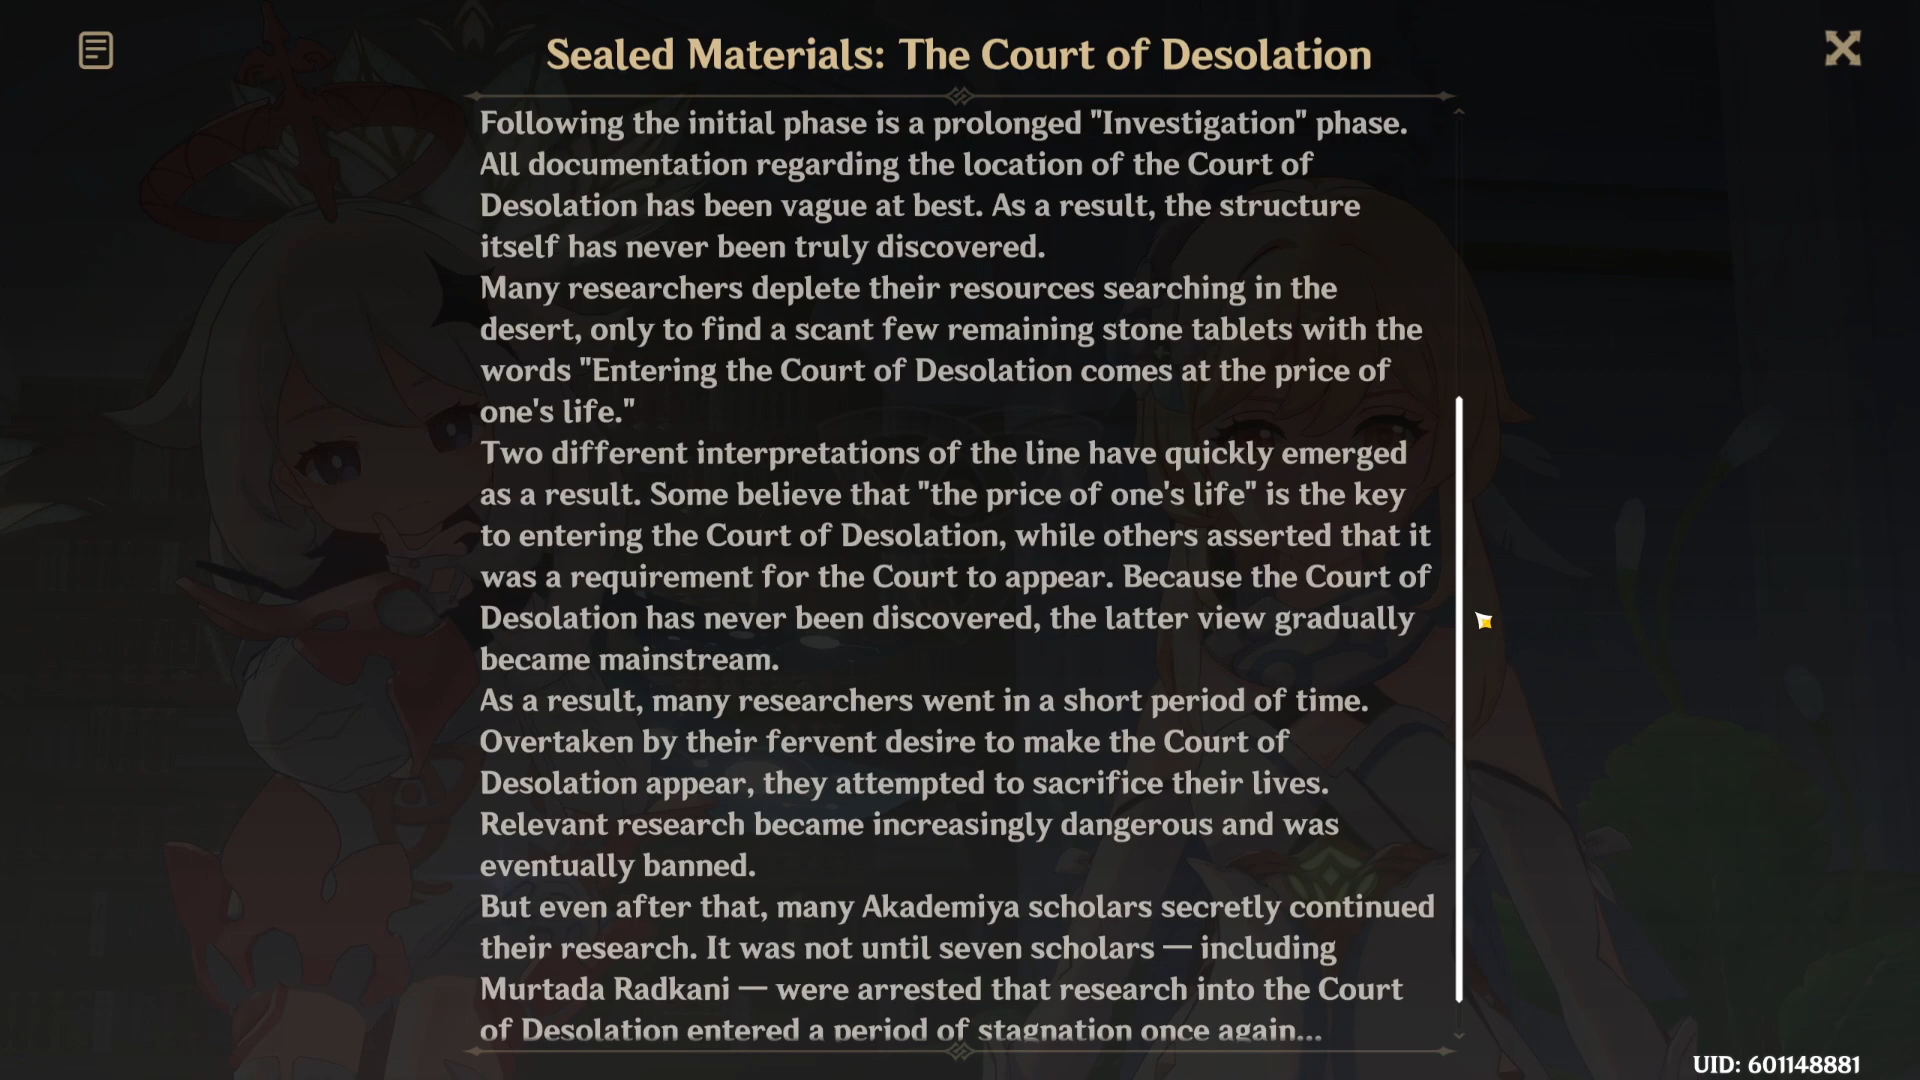 Sealed Materials: The Court of Desolation
Following the initial phase is a prolonged "Investigation" phase.
All documentation regarding the location of the Court of
Desolation has been vague at best. As a result, the structure
itself has never been truly discovered.
Many researchers deplete their resources searching in the
desert, only to find a scant few remaining stone tablets with the
words "Entering the Court of Desolation comes at the price of
one's life."
Two different interpretations of the line have quickly emerged
as a result. Some believe that "the price of one's life" is the key
to entering the Court of Desolation, while others asserted that it
was a requirement for the Court to appear. Because the Court of
Desolation has never been discovered, the latter view gradually
became mainstream.
As a result, many researchers went in a short period of time.
Overtaken by their fervent desire to make the Court of
Desolation appear, they attempted to sacrifice their lives.
Relevant research became increasingly dangerous and was
eventually banned.
But even after that, many Akademiya scholars secretly continued
their research. It was not until seven scholars — including
Murtada Radkani — were arrested that research into the Court
of Desolation entered a period of stagnation once again...
UID: 601148881